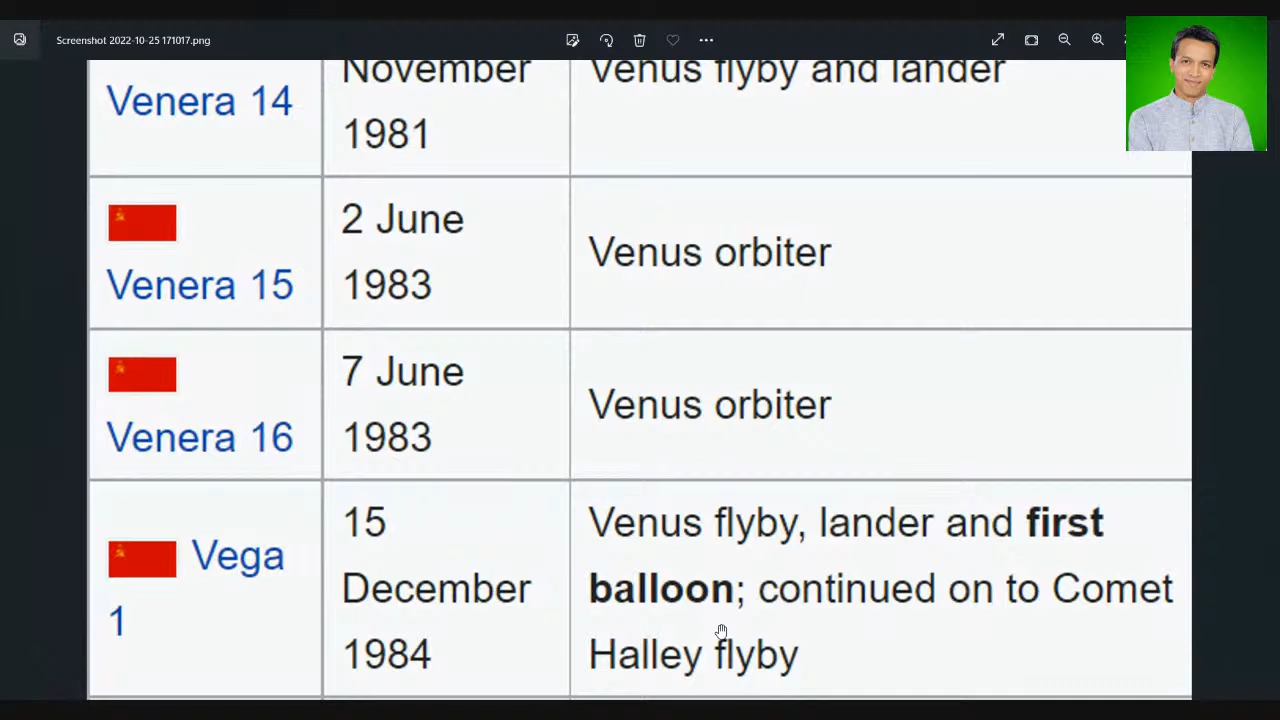 Screenshot 2022-10-25 171017.png
November
Venus flyby and lander
Venera 14
1981
2 June
Venus orbiter
Venera 15
1983
7 June
Venus orbiter
Venera 16
1983
15
Venus flyby, lander and first
Vega
December
balloon; continued on to Comet
1
1984
Halley flyby